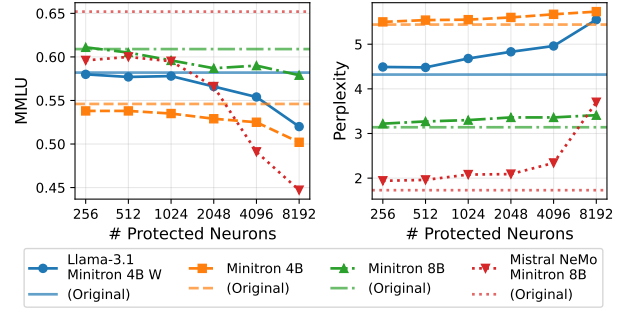 MMLU
0.65
0.60
0.55
0.50
0.45
256 512 1024 2048 4096 8192
# Protected Neurons
Perplexity
5
4
3
2
256 512 1024 2048 4096 8192
# Protected Neurons
Llama-3.1
Minitron 4B W
(Original)
Minitron 4B
(Original)
Minitron 8B
(Original)
Mistral NeMo
Minitron 8B
(Original)